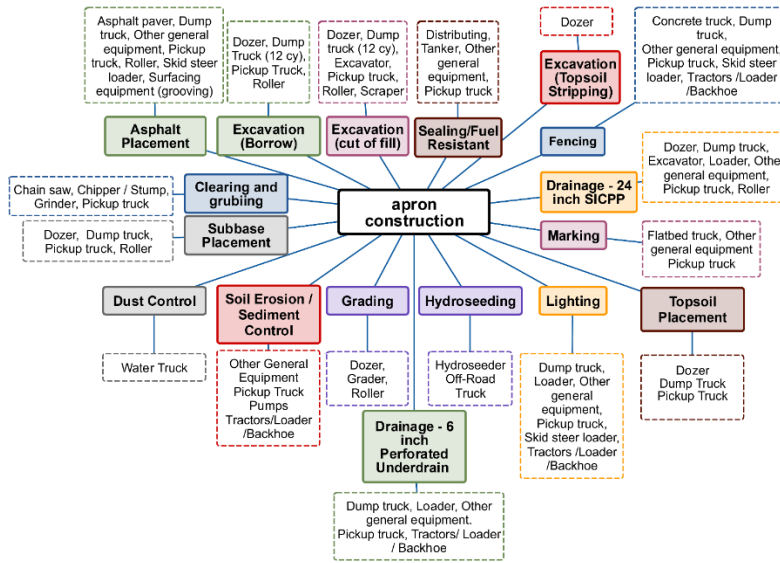 Asphalt paver, Dump
truck, Other general
equipment, Pickup
truck, Roller, Skid steer
loader, Surfacing
equipment (grooving)
Asphalt
Placement
Dozer, Dump
Truck (12 cy),
Pickup Truck,
Roller
Excavation
(Borrow)
Dozer, Dump
truck (12 cy),
Excavator,
Pickup truck,
Roller, Scraper
Excavation
(cut of fill)
Distributing,
Tanker, Other
general
equipment,
Pickup truck
Sealing/Fuel
Resistant
Dozer
Excavation
(Topsoil
Stripping)
Concrete truck, Dump
truck,
Other general equipment.
Pickup truck, Skid steer
loader, Tractors /Loader
/Backhoe
Fencing
Chain saw, Chipper / Stump,
Grinder, Pickup truck
Clearing and
grubiing
Dozer, Dump truck,
Pickup truck, Roller
Subbase
Placement
apron
construction
Drainage - 24
inch SICPP
Dozer, Dump truck,
Excavator, Loader, Other
general equipment,
Pickup truck, Roller
Marking
Flatbed truck, Other
general equipment
Pickup truck
Dust Control
Water Truck
Soil Erosion /
Sediment
Control
Other General
Equipment
Pickup Truck
Pumps
Tractors/Loader
/Backhoe
Grading
Dozer,
Grader,
Roller
Hydroseeding
Hydroseeder
Off-Road
Truck
Lighting
Dump truck,
Loader, Other
general
equipment,
Pickup truck,
Skid steer loader,
Tractors /Loader
/Backhoe
Topsoil
Placement
Dozer
Dump Truck
Pickup Truck
Drainage - 6
inch
Perforated
Underdrain
Dump truck, Loader, Other
general equipment.
Pickup truck, Tractors/ Loader
/ Backhoe